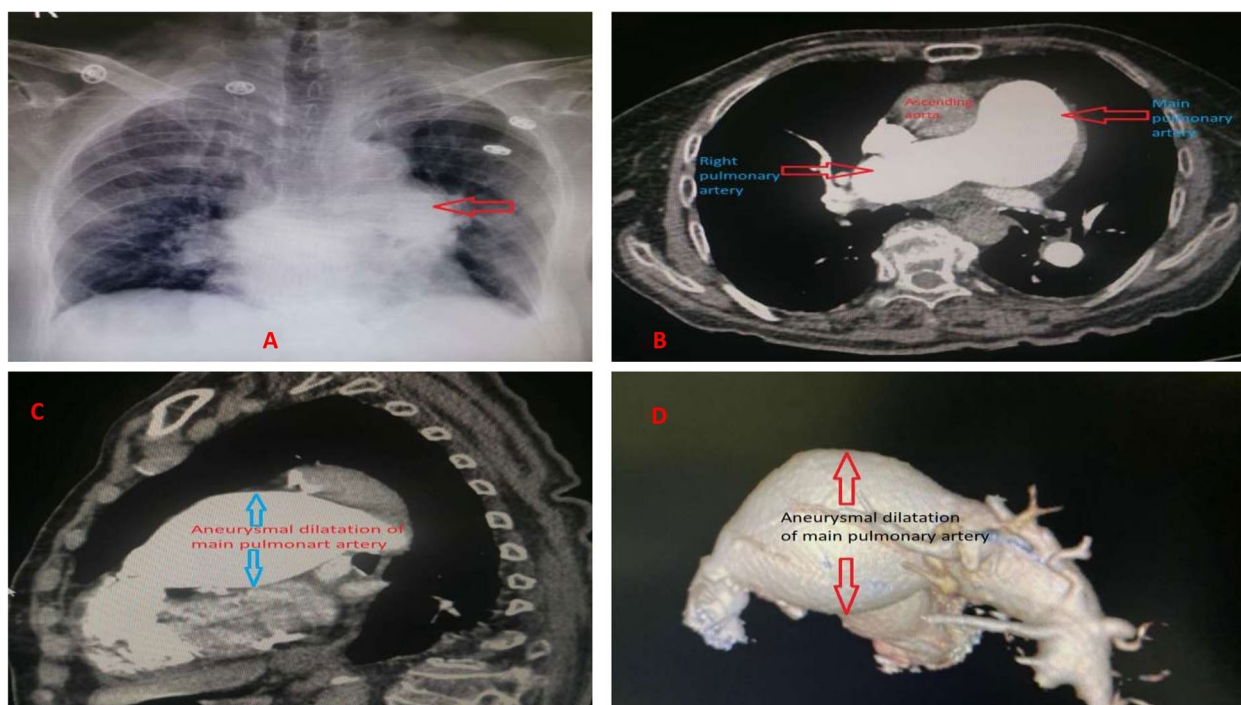 A
Ascending
aorta
Main
pulmonary
artery
Right
pulmonary
artery
B
C
Aneurysmal dilatation of
main pulmonart artery
D
Aneurysmal dilatation
of main pulmonary artery